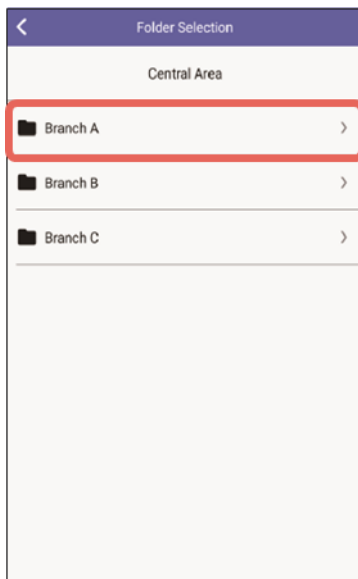 Folder Selection
Central Area
Branch A
Branch B
Branch C